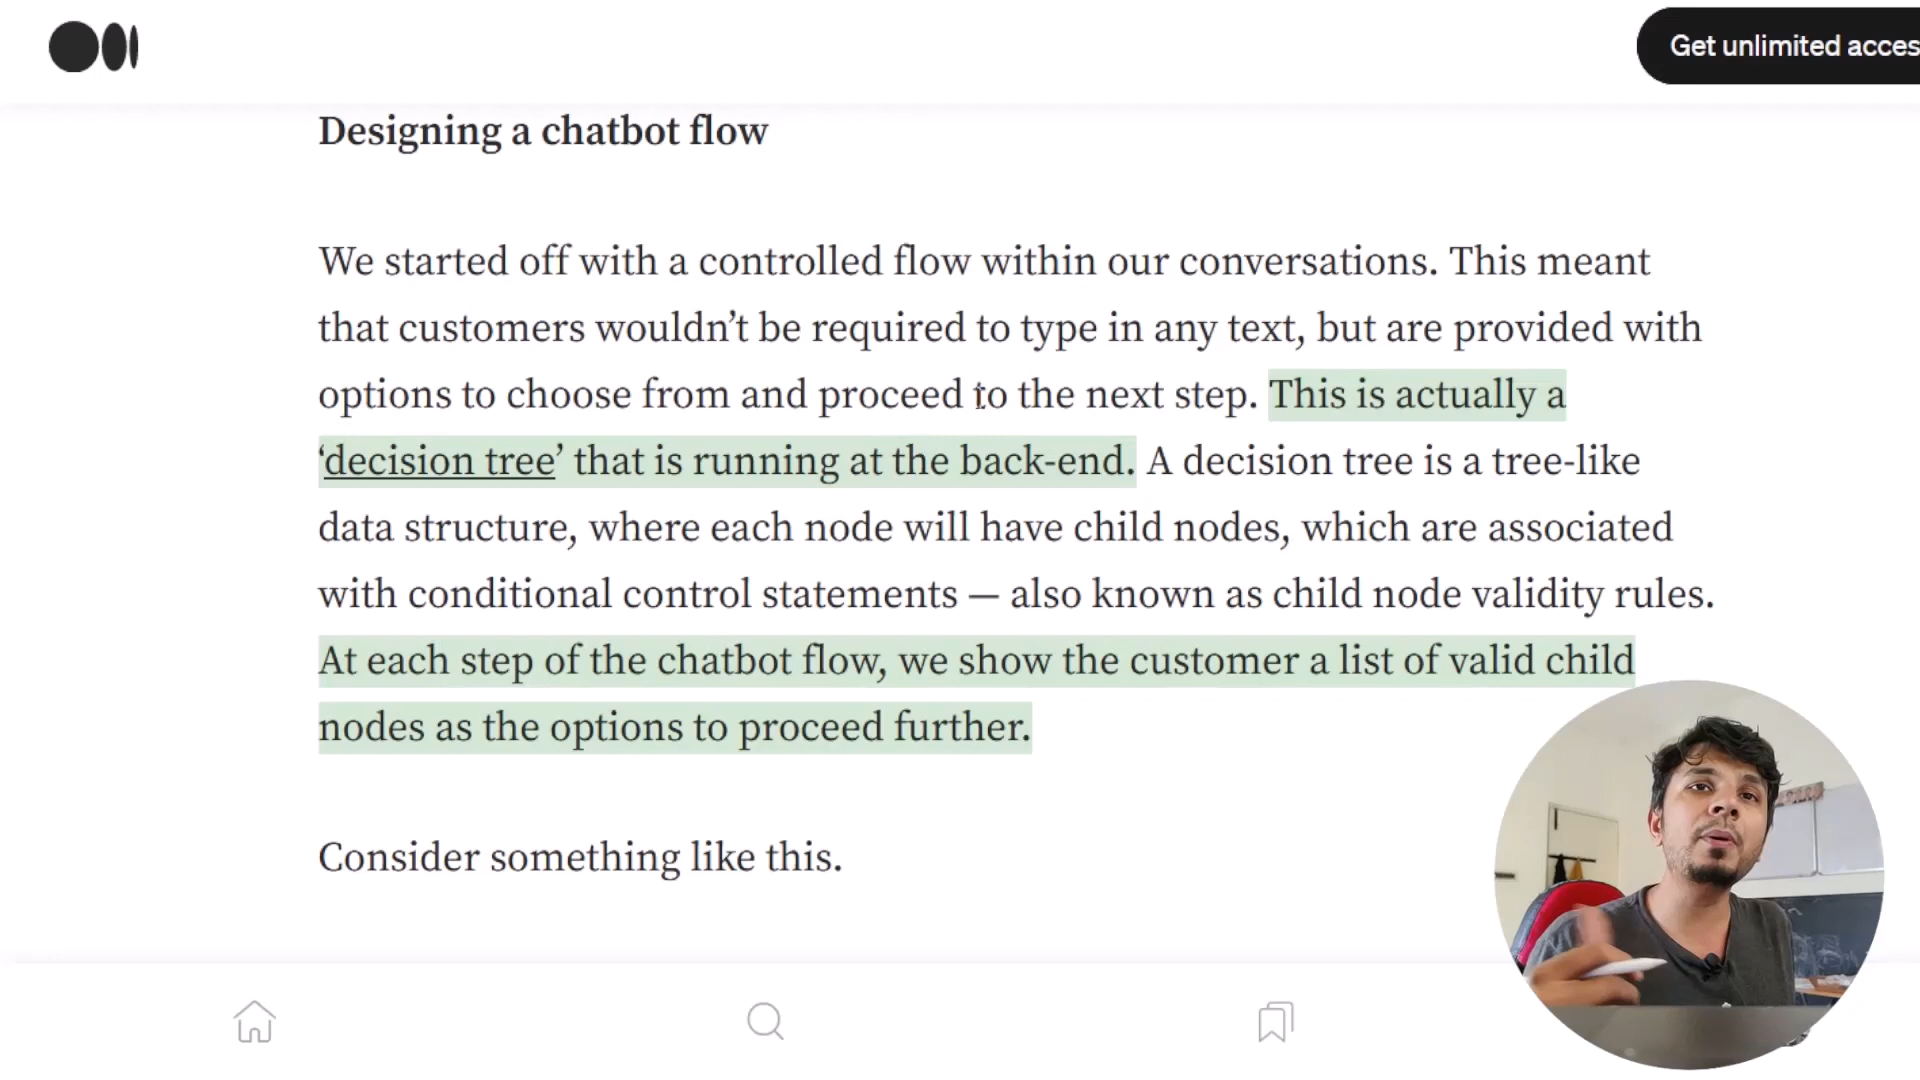 Get unlimited acces
Designing a chatbot flow
We started off with a controlled flow within our conversations. This meant
that customers wouldn’t be required to type in any text, but are provided with
options to choose from and proceed to the next step. This is actually a
‘decision tree’ that is running at the back-end. A decision tree is a tree-like
data structure, where each node will have child nodes, which are associated
with conditional control statements — also known as child node validity rules.
At each step of the chatbot flow, we show the customer a list of valid child
nodes as the options to proceed further.
Consider something like this.